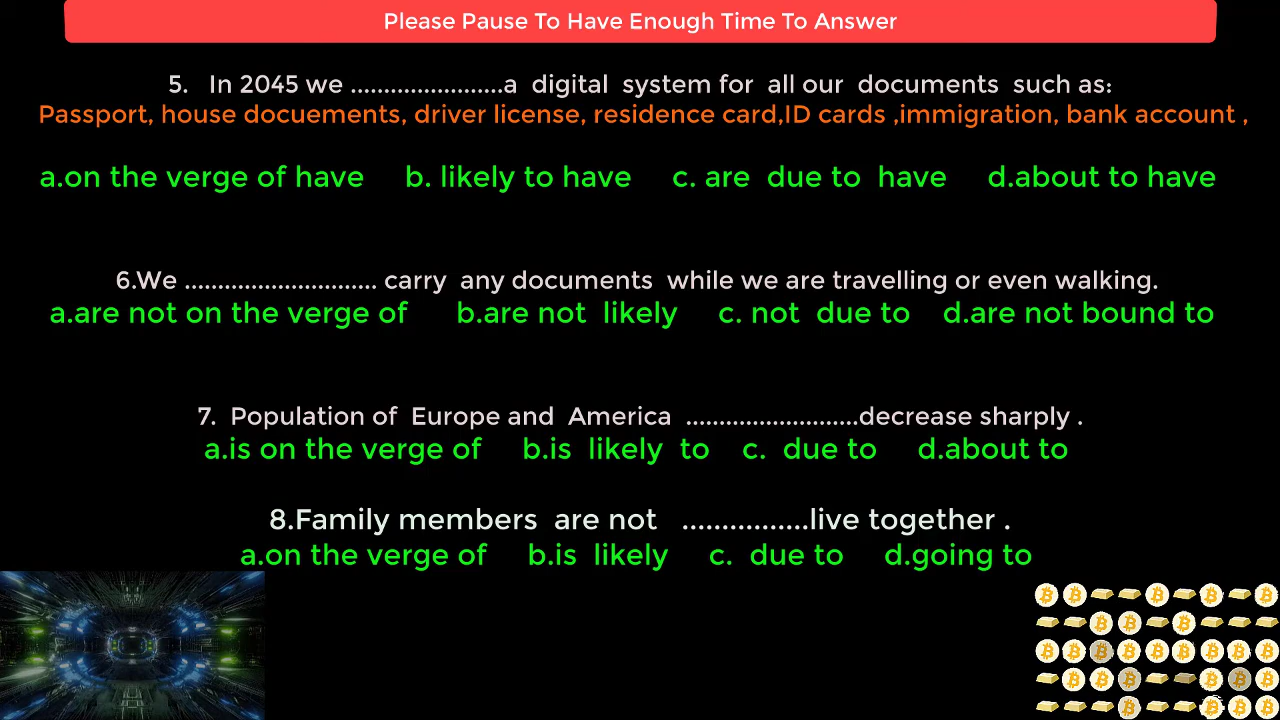 Please Pause To Have Enough Time To Answer
5. In 2045 we .......................a digital system for all our documents such as:
Passport, house docuements, driver license, residence card,ID cards ,immigration, bank account ,
a.on the verge of have b. likely to have c. are due to have d.about to have
6.We ............................. carry any documents while we are travelling or even walking.
a.are not on the verge of b.are not likely c. not due to d.are not bound to
7. Population of Europe and America ..........................decrease sharply .
a.is on the verge of b.is likely to c. due to d.about to
8.Family members are not ................live together .
a.on the verge of b.is likely c. due to d.going to